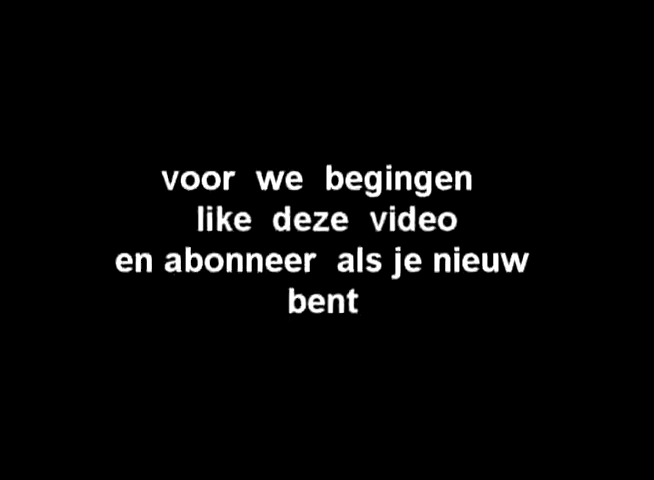 voor we begingen
like deze video
en abonneer als je nieuw
bent